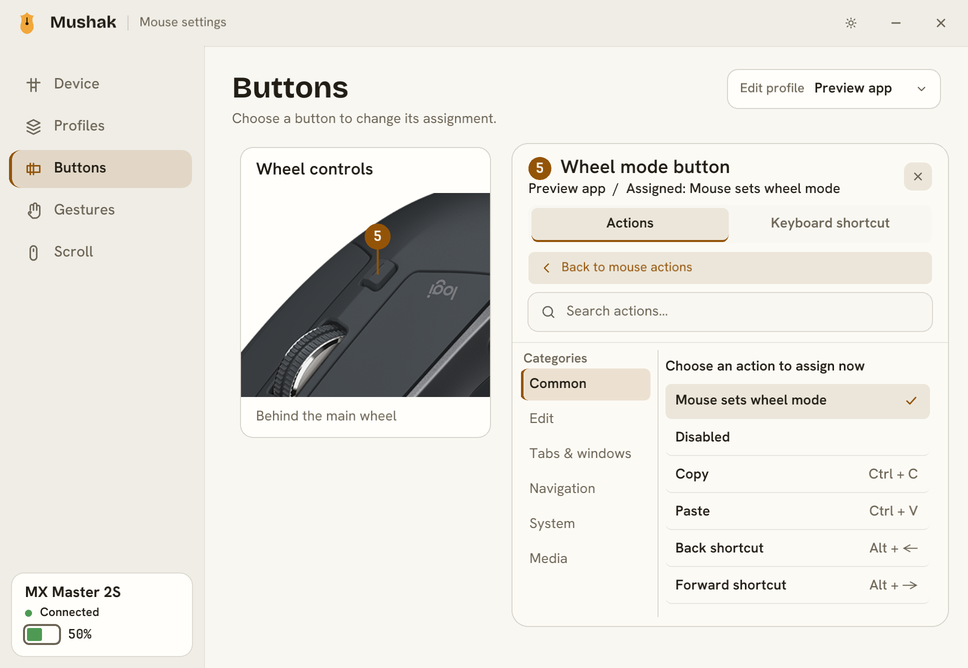 Mushak
Mouse settings
Device
Profiles
Buttons
Gestures
Scroll
MX Master 2S
Connected
50%
Buttons
Choose a button to change its assignment.
Edit profile Preview app
Wheel controls
5
logi
Behind the main wheel
5 Wheel mode button
Preview app / Assigned: Mouse sets wheel mode
Actions
Keyboard shortcut
Back to mouse actions
Search actions...
Categories
Common
Edit
Tabs & windows
Navigation
System
Media
Choose an action to assign now
Mouse sets wheel mode
Disabled
Copy Ctrl + C
Paste Ctrl + V
Back shortcut Alt + ←
Forward shortcut Alt + →